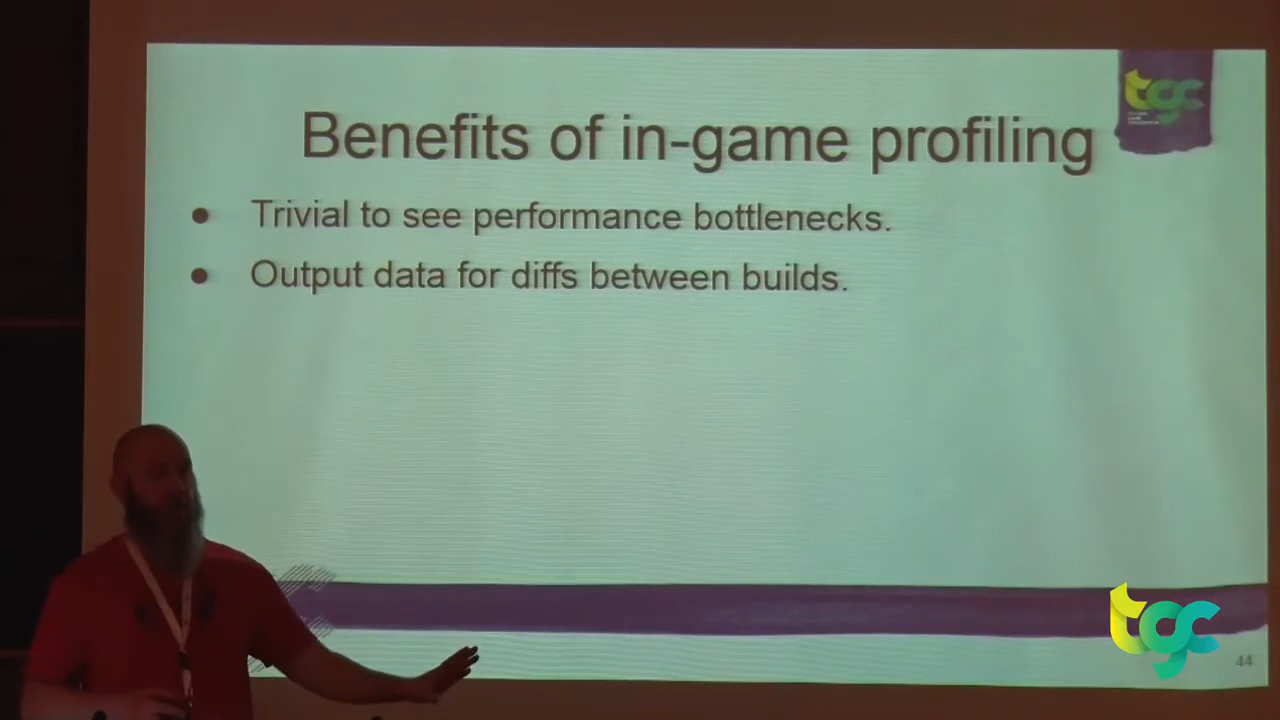 tgc
Benefits of in-game profiling
● Trivial to see performance bottlenecks.
● Output data for diffs between builds.
tgc
44